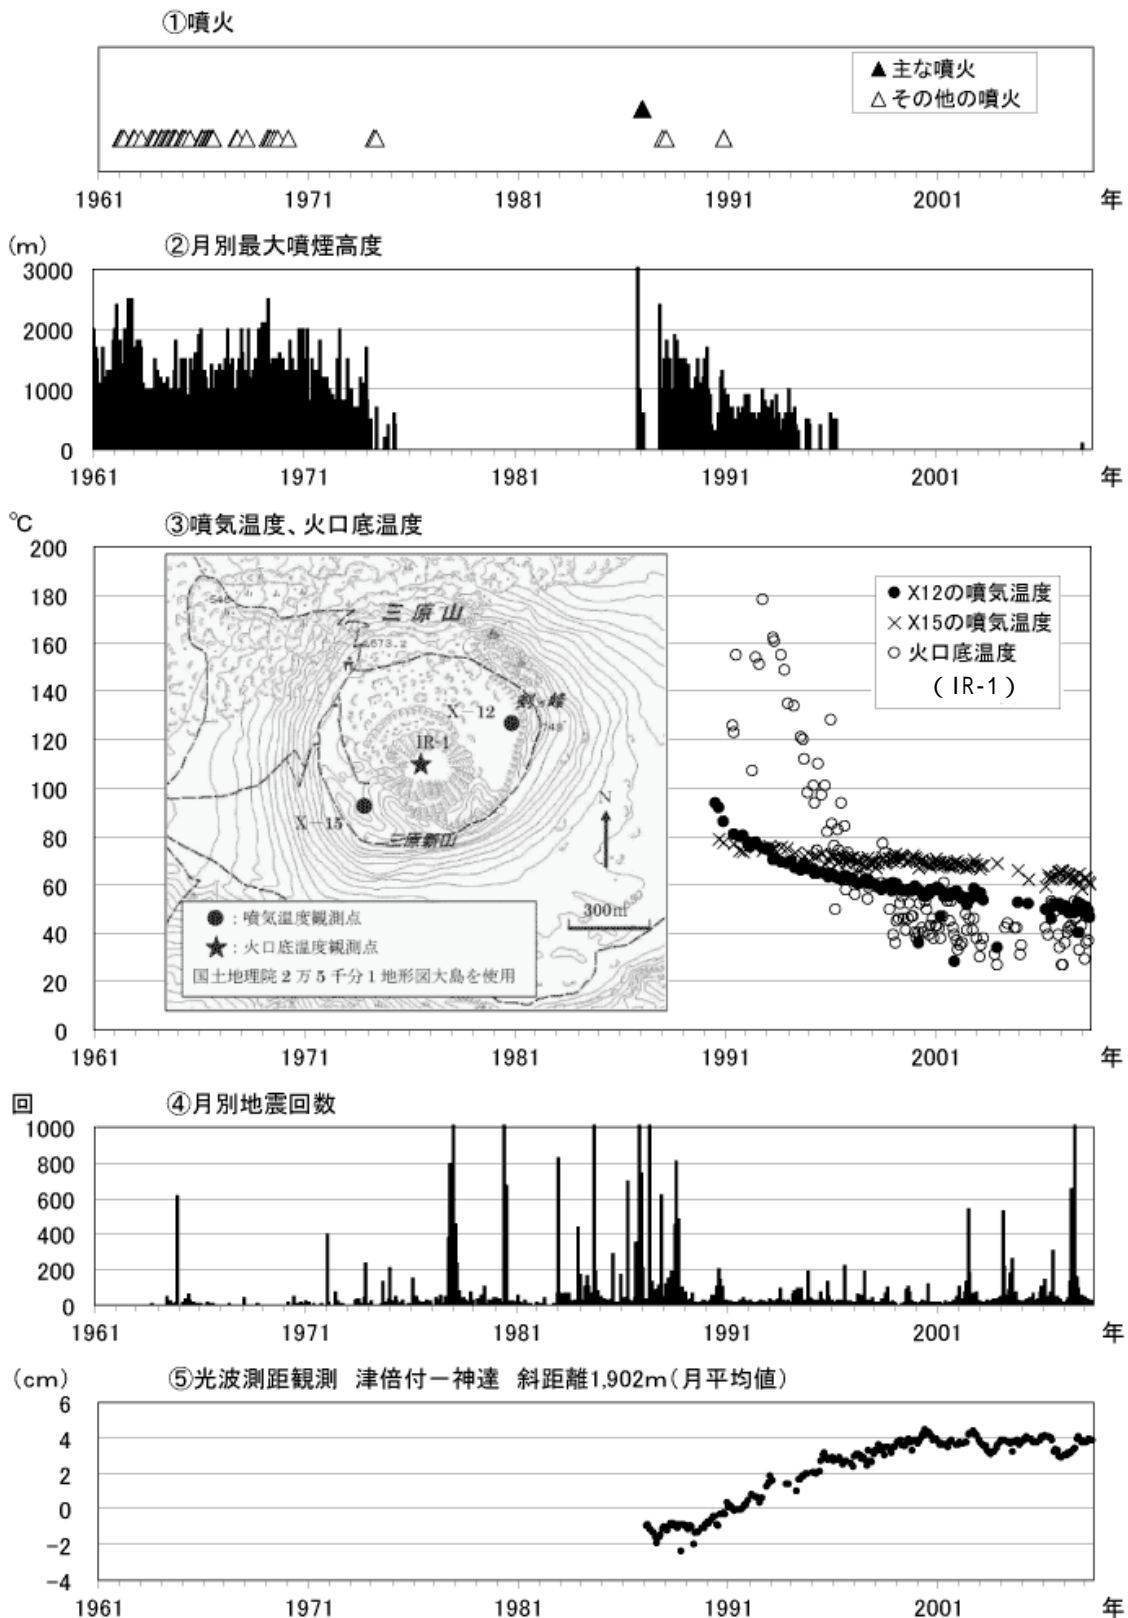 ①噴火
▲主な噴火
△その他の噴火
1961 1971 1981 1991 2001 年
(m) ②月別最大噴煙高度
3000
2000
1000
0
1961 1971 1981 1991 2001 年
℃ ③噴気温度、火口底温度
200
180
160
140
120
100
80
60
40
20
0
●X12の噴気温度
×X15の噴気温度
○火口底温度
(IR-1)
三原山
673.2
剣ヶ峰
X-12
749
IR-1
X-15
三原新山
N
300m
：噴気温度観測点
★：火口底温度観測点
国土地理院2万5千分1地形図大島を使用
1961 1971 1981 1991 2001 年
回 ④月別地震回数
1000
800
600
400
200
0
1961 1971 1981 1991 2001 年
(cm) ⑤光波測距観測 津倍付－神達 斜距離1,902m(月平均値)
6
4
2
0
-2
-4
1961 1971 1981 1991 2001 年